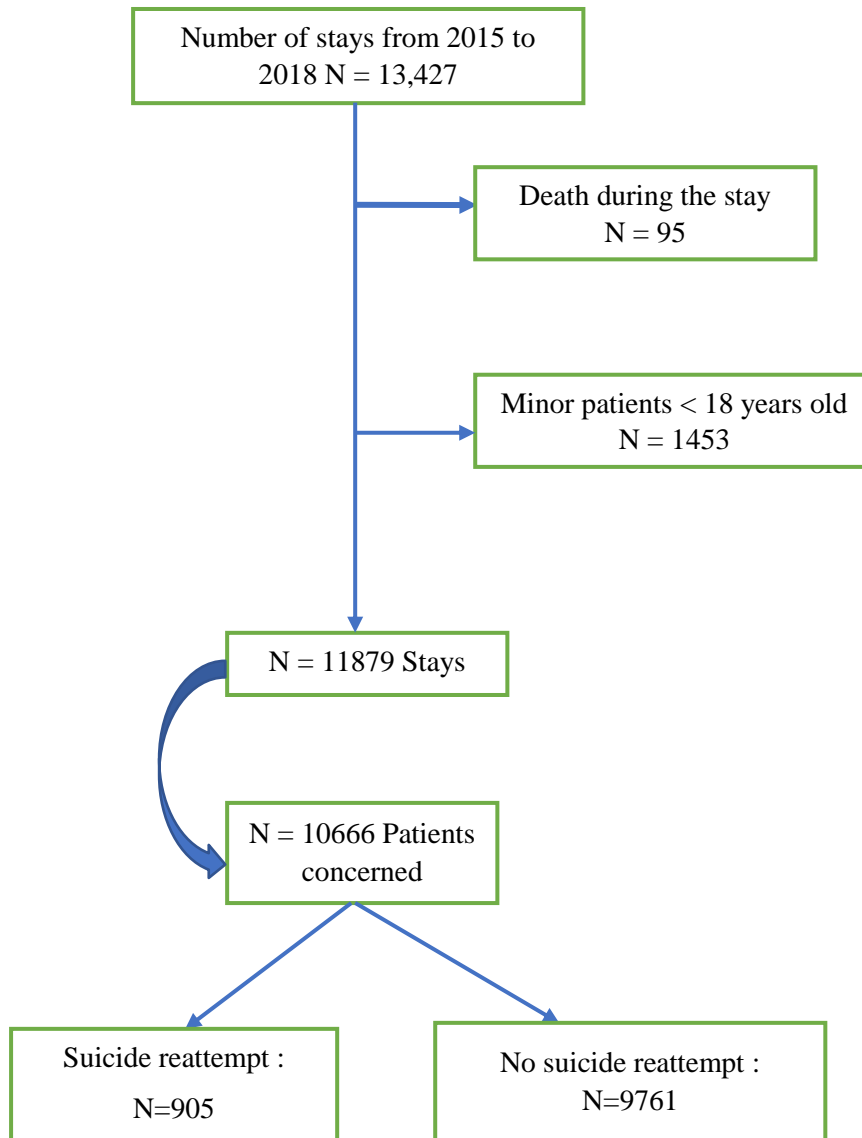 Number of stays from 2015 to
2018 N = 13,427
Death during the stay
N = 95
Minor patients < 18 years old
N = 1453
N = 11879 Stays
N = 10666 Patients
concerned
Suicide reattempt :
N=905
No suicide reattempt :
N=9761